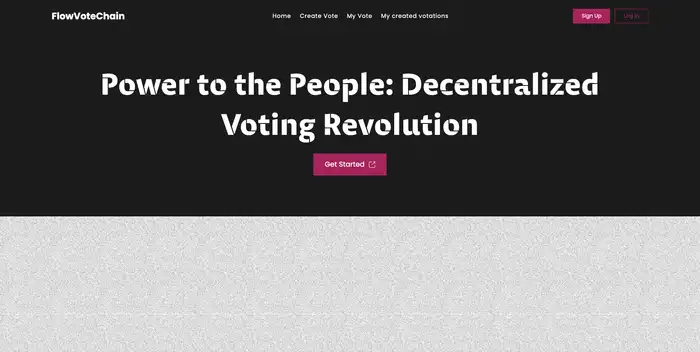 FlowVoteChain
Home Create Vote My Vote My created votations
Sign Up
Log in
Power to the People: Decentralized
Voting Revolution
Get Started